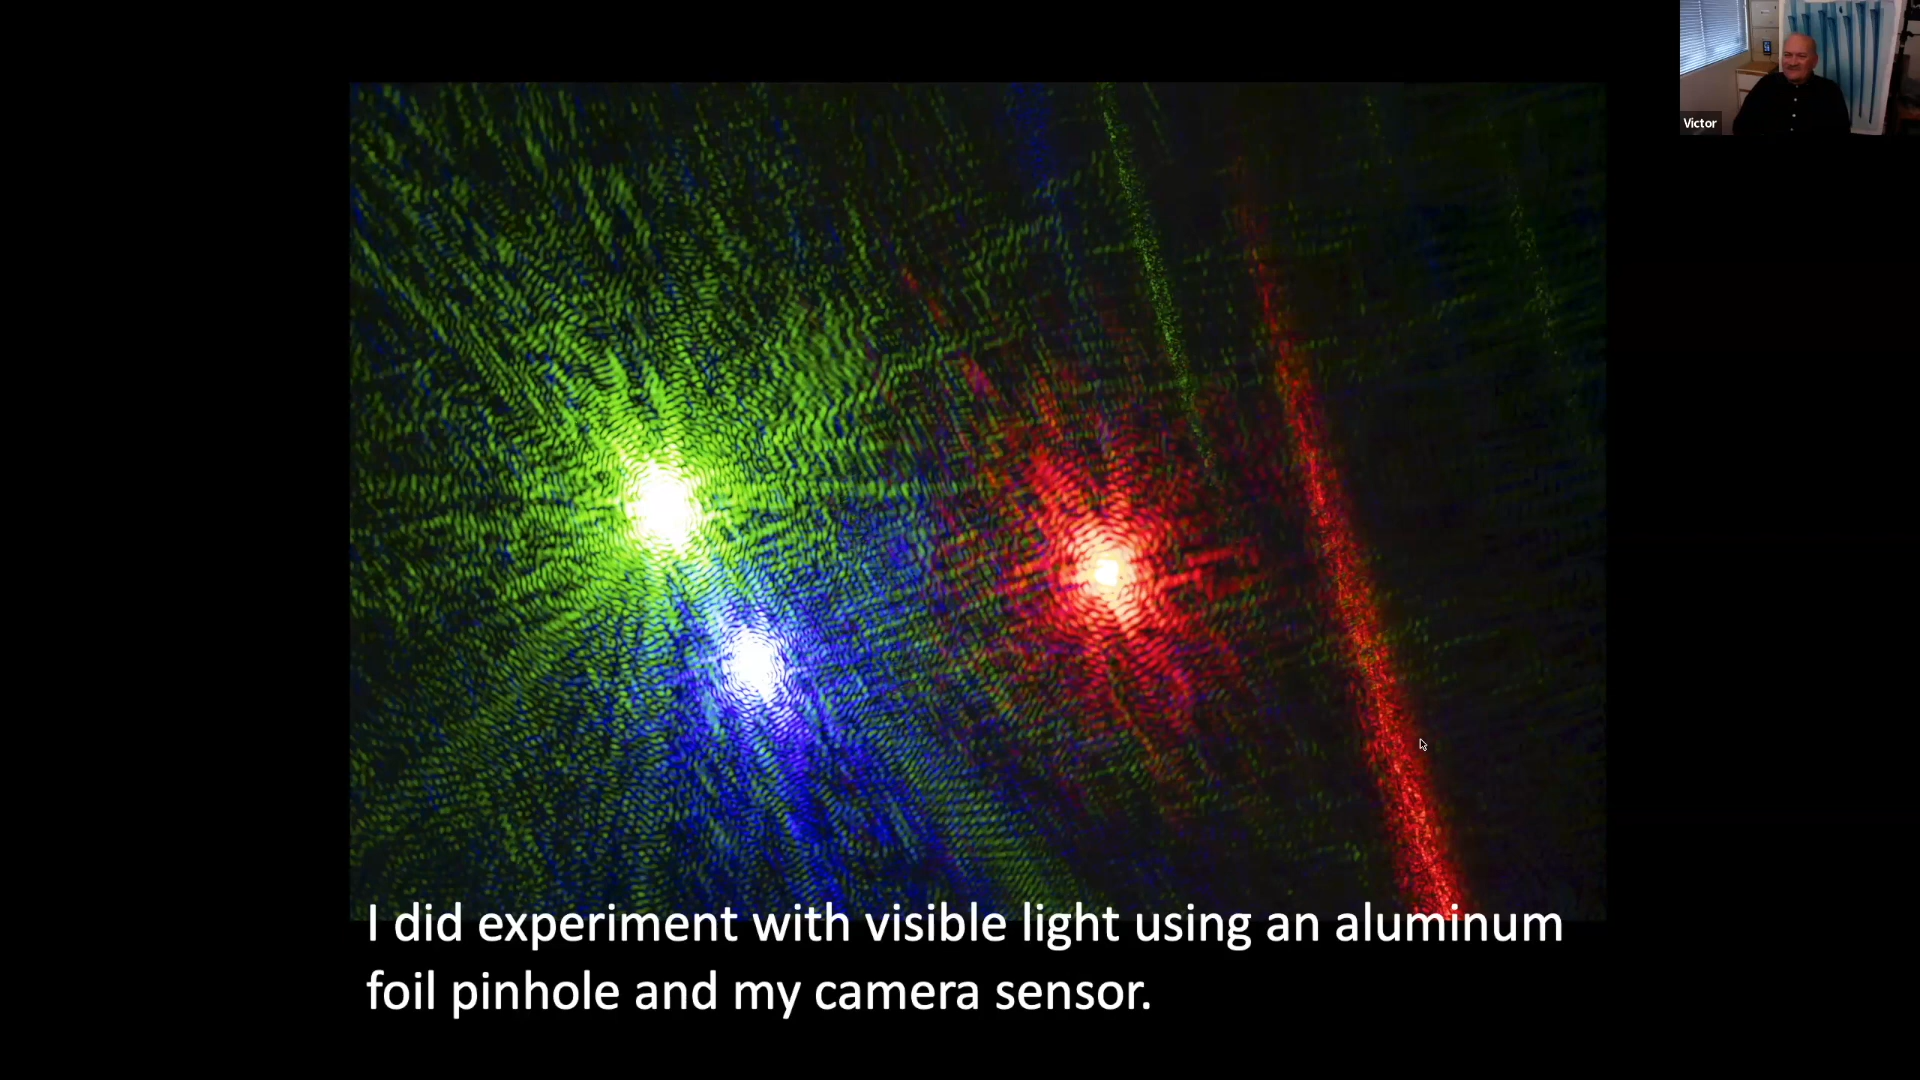 Victor
I did experiment with visible light using an aluminum
foil pinhole and my camera sensor.